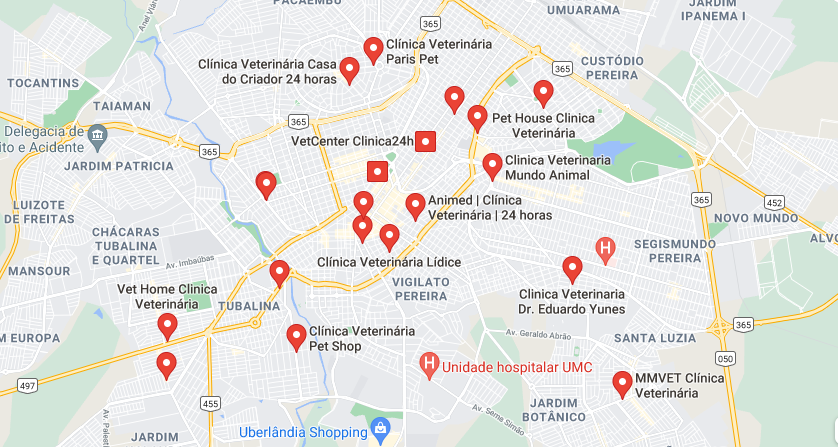 PACAEMBU
Anel Viá
365
UMUARAMA
JARDIM
IPANEMA I
Clínica Veterinária
Paris Pet
Clínica Veterinária Casa
do Criador 24 horas
CUSTÓDIO
PEREIRA
365
TOCANTINS
TAIAMAN
365
Pet House Clinica
Veterinária
Delegacia de
ito e Acidente
VetCenter Clinica24h
365
JARDIM PATRICIA
Clinica Veterinaria
Mundo Animal
LUIZOTE
DE FREITAS
Animed | Clínica
Veterinária | 24 horas
365
452
NOVO MUNDO
CHÁCARAS
TUBALINA
E QUARTEL
ALVO
H
SEGISMUNDO
PEREIRA
MANSOUR
Av. Imbaúbas
Clínica Veterinária Lídice
Vet Home Clinica
Veterinária
TUBALINA
VIGILATO
PEREIRA
Clinica Veterinaria
Dr. Eduardo Yunes
365
M EUROPA
Clínica Veterinária
Pet Shop
Av. Geraldo Abrão
SANTA LUZIA
050
H
Unidade hospitalar UMC
497
MMVET Clínica
Veterinária
455
Av. Seme Simão
JARDIM
BOTÂNICO
Av. Palest
JARDIM
Uberlândia Shopping